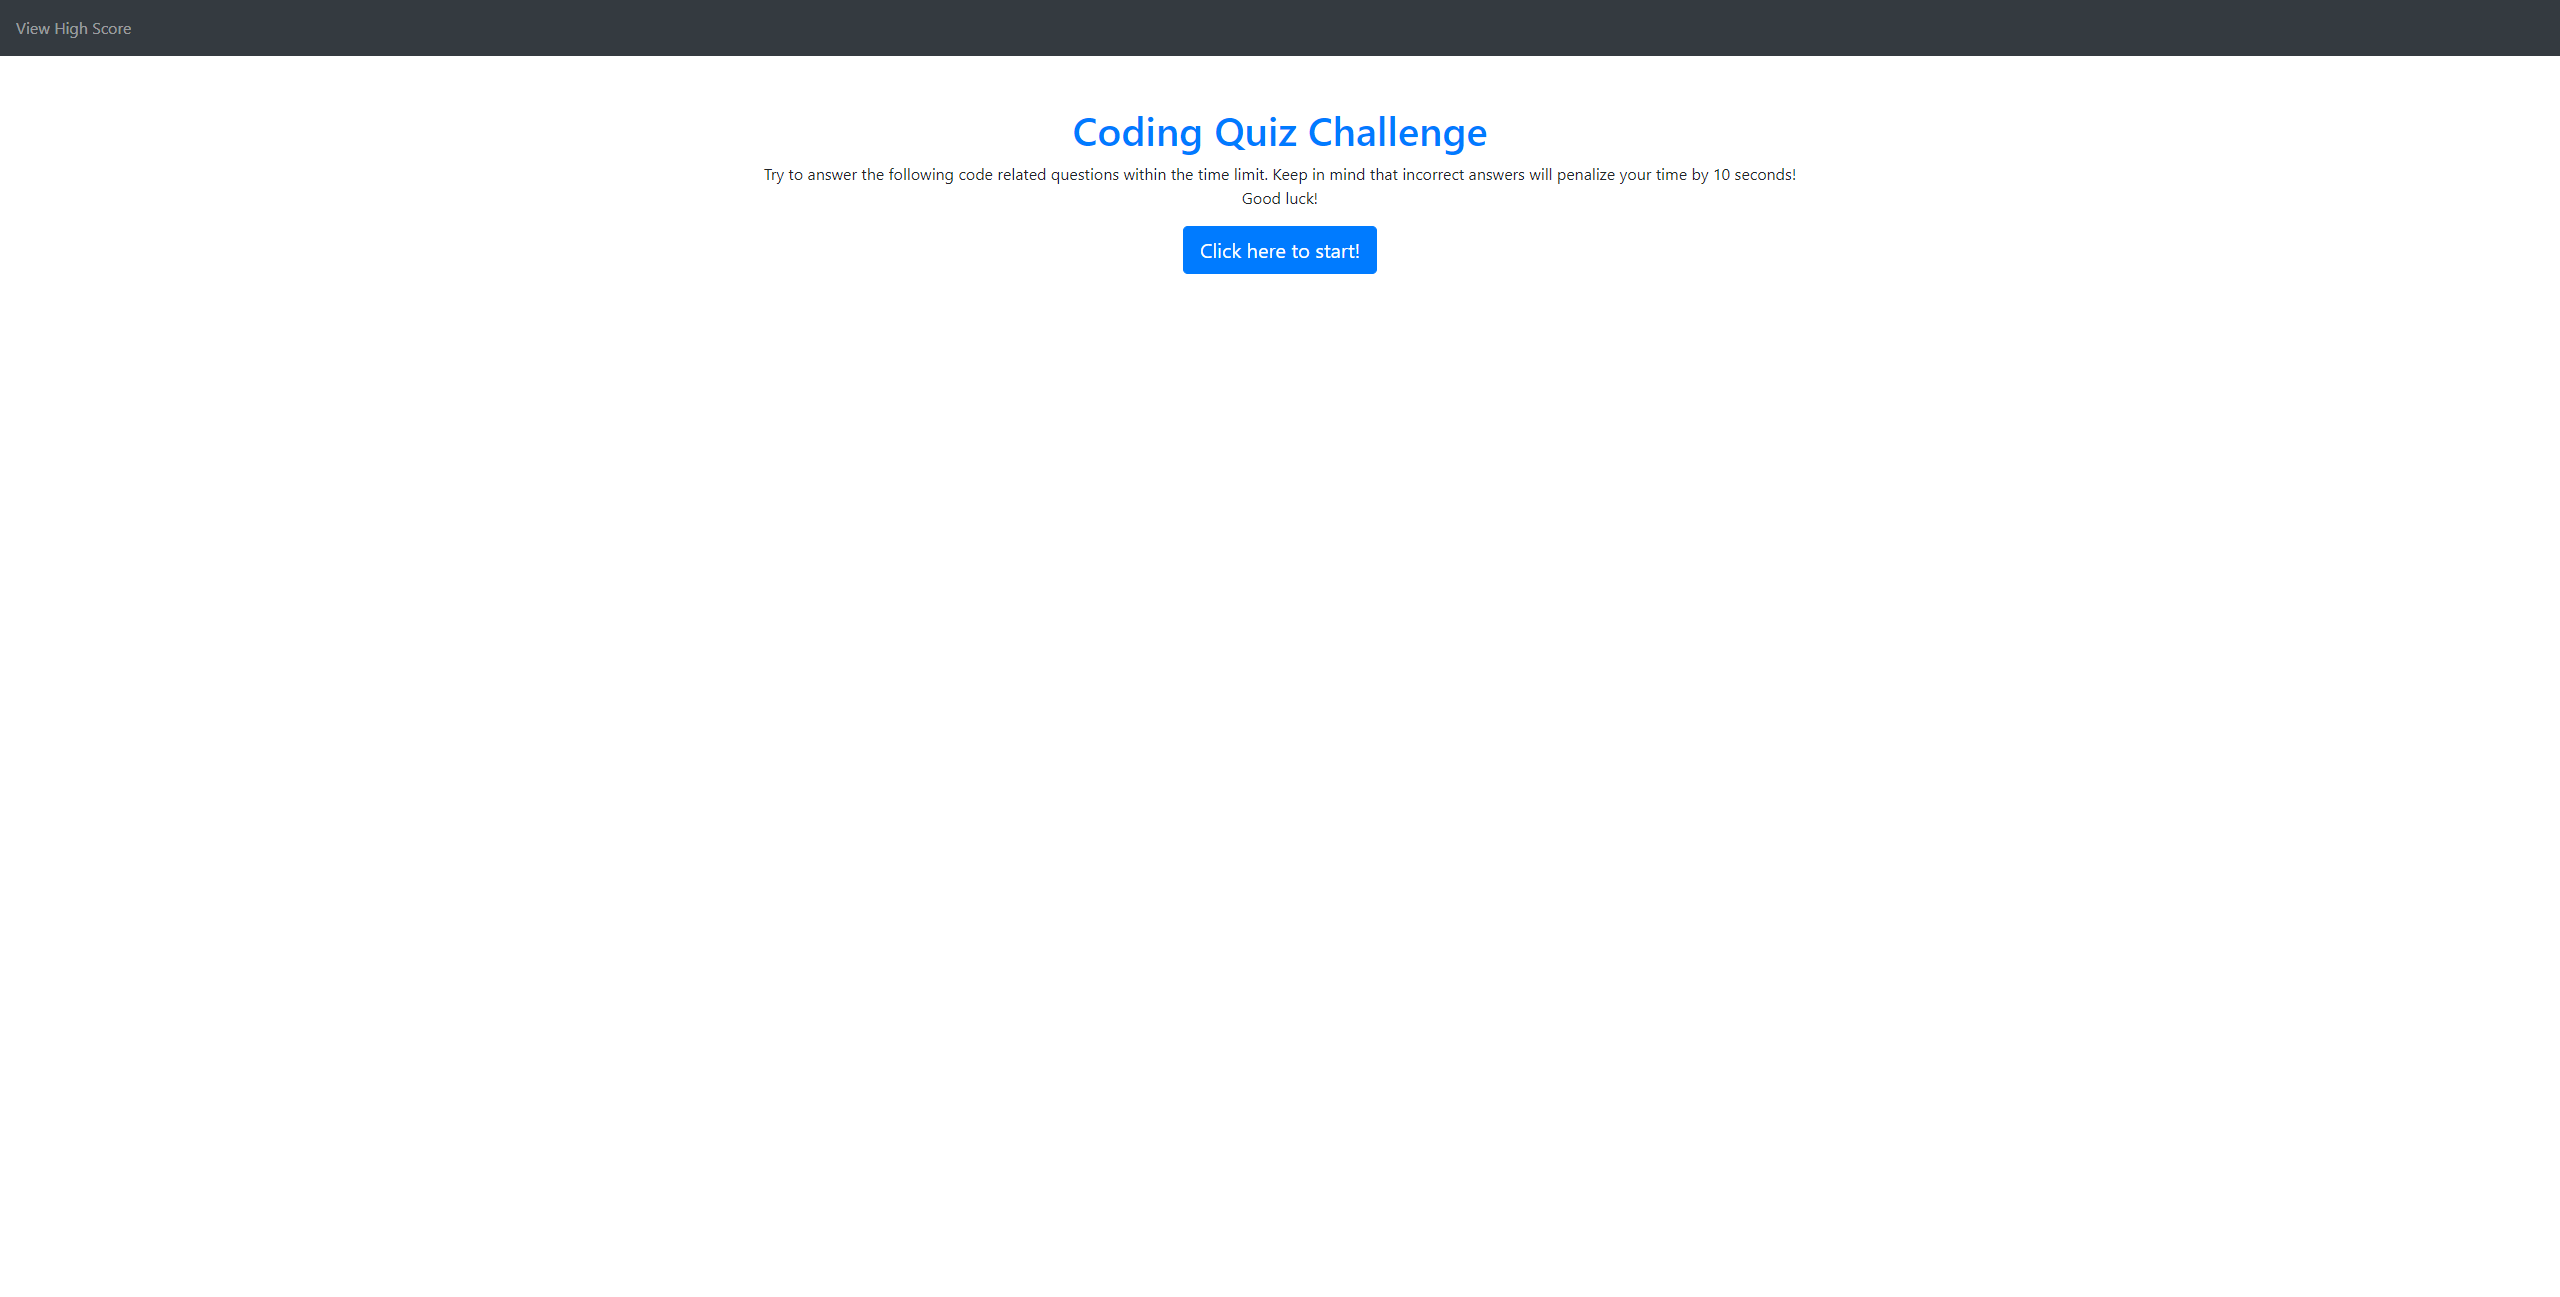 View High Score
Coding Quiz Challenge
Try to answer the following code related questions within the time limit. Keep in mind that incorrect answers will penalize your time by 10 seconds!
Good luck!
Click here to start!